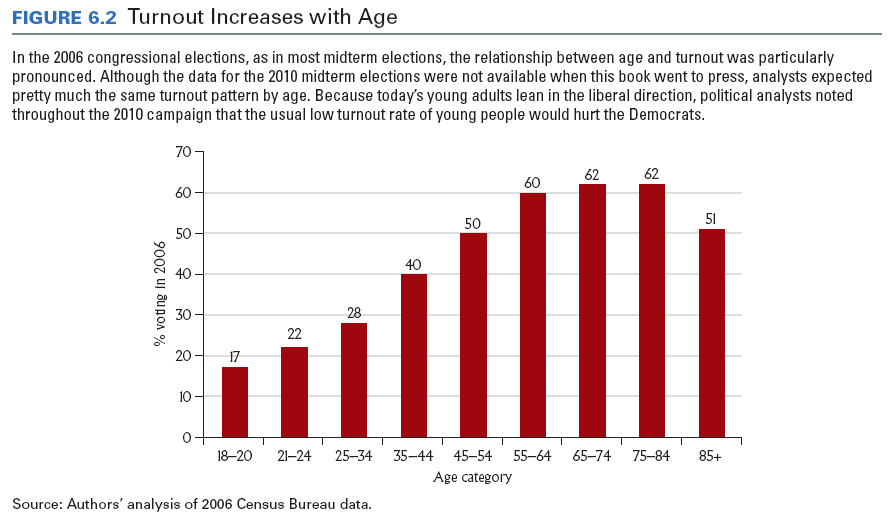 FIGURE 6.2 Turnout Increases with Age
In the 2006 congressional elections, as in most midterm elections, the relationship between age and turnout was particularly
pronounced. Although the data for the 2010 midterm elections were not available when this book went to press, analysts expected
pretty much the same turnout pattern by age. Because today's young adults lean in the liberal direction, political analysts noted
throughout the 2010 campaign that the usual low turnout rate of young people would hurt the Democrats.
% voting in 2006
70
60
50
40
30
20
10
0
17
22
28
40
50
60
62
62
51
18–20 21–24 25–34 35–44 45–54 55–64 65–74 75–84 85+
Age category
Source: Authors' analysis of 2006 Census Bureau data.